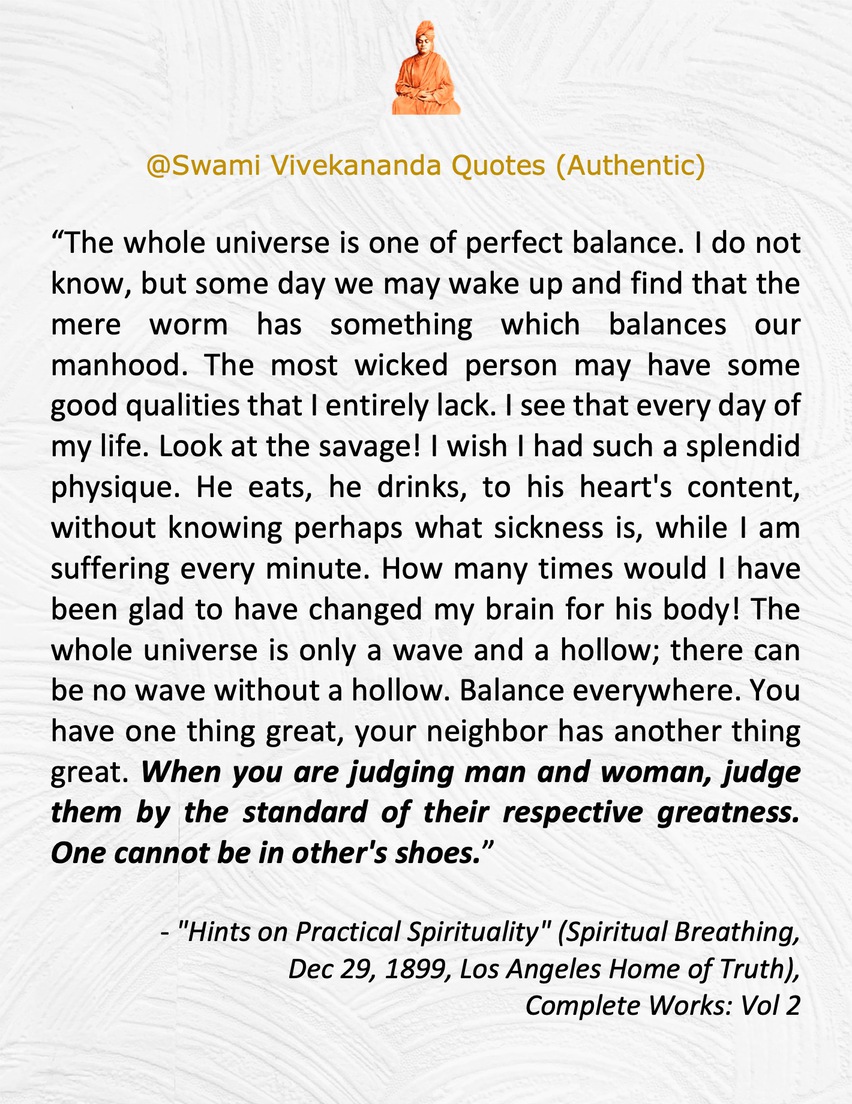 @Swami Vivekananda Quotes (Authentic)
“The whole universe is one of perfect balance. I do not
know, but some day we may wake up and find that the
mere worm has something which balances our
manhood. The most wicked person may have some
good qualities that I entirely lack. I see that every day of
my life. Look at the savage! I wish I had such a splendid
physique. He eats, he drinks, to his heart's content,
without knowing perhaps what sickness is, while I am
suffering every minute. How many times would I have
been glad to have changed my brain for his body! The
whole universe is only a wave and a hollow; there can
be no wave without a hollow. Balance everywhere. You
have one thing great, your neighbor has another thing
great. When you are judging man and woman, judge
them by the standard of their respective greatness.
One cannot be in other's shoes.”
- "Hints on Practical Spirituality" (Spiritual Breathing,
Dec 29, 1899, Los Angeles Home of Truth),
Complete Works: Vol 2